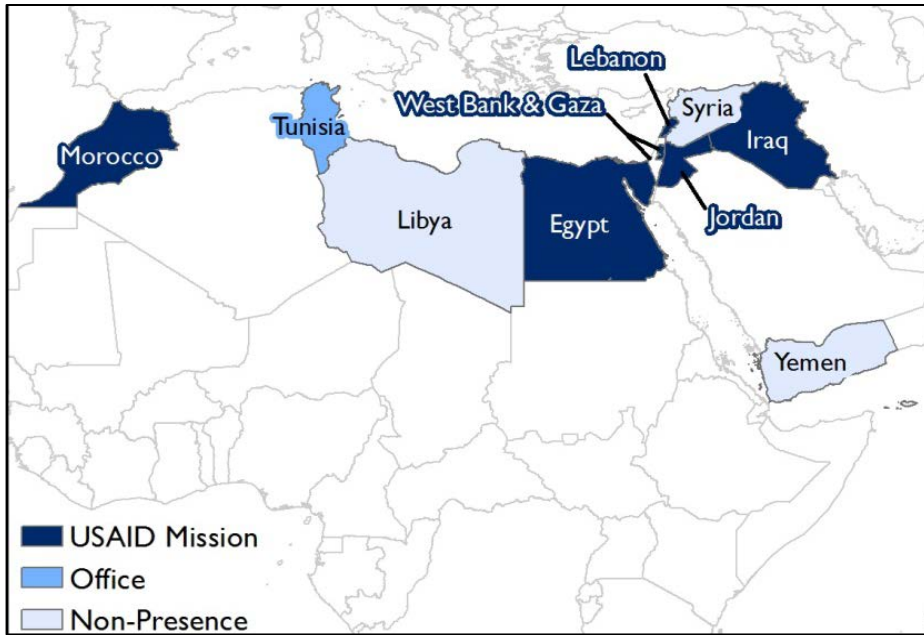 Lebanon
West Bank & Gaza
Syria
Iraq
Tunisia
Morocco
Libya
Egypt
Jordan
Yemen
USAID Mission
Office
Non-Presence